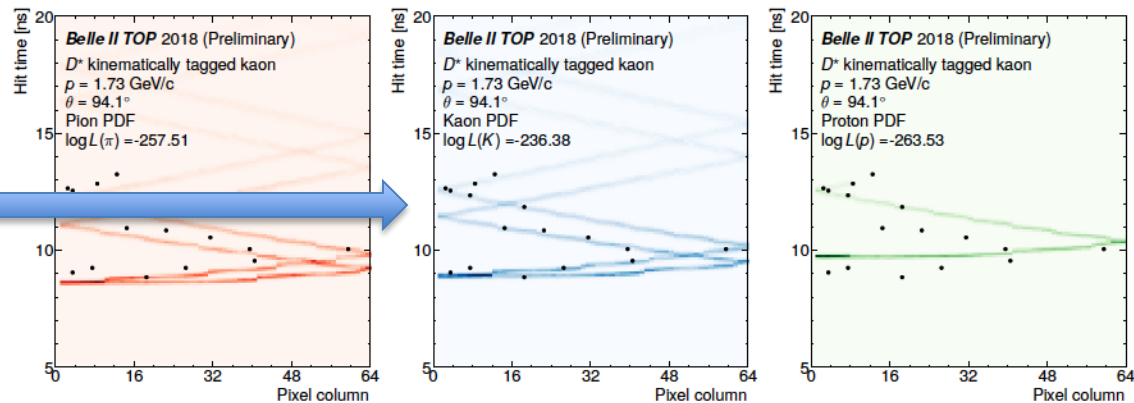 Hit time [ns]
20
15
10
5
Belle II TOP 2018 (Preliminary)
D* kinematically tagged kaon
p = 1.73 GeV/c
θ = 94.1°
Pion PDF
log L(π) =-257.51
0 16 32 48 64
Pixel column
Hit time [ns]
20
15
10
5
Belle II TOP 2018 (Preliminary)
D* kinematically tagged kaon
p = 1.73 GeV/c
θ = 94.1°
Kaon PDF
log L(K) =-236.38
0 16 32 48 64
Pixel column
Hit time [ns]
20
15
10
5
Belle II TOP 2018 (Preliminary)
D* kinematically tagged kaon
p = 1.73 GeV/c
θ = 94.1°
Proton PDF
log L(p) =-263.53
0 16 32 48 64
Pixel column